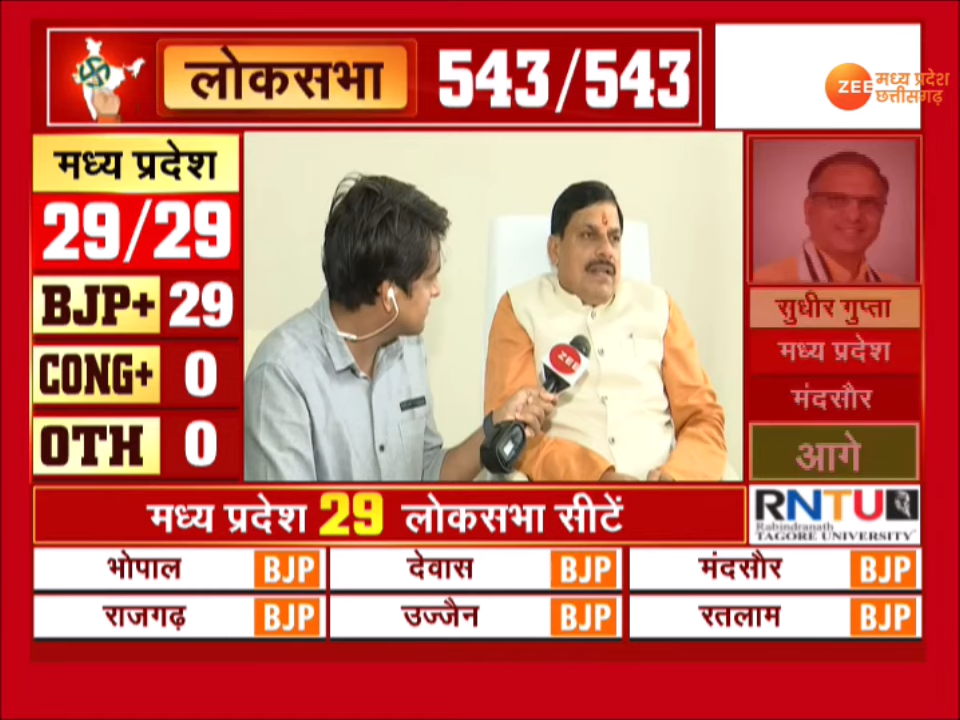 लोकसभा
543/543
ZEE मध्य प्रदेश
छत्तीसगढ़
मध्य प्रदेश
29/29
BJP+ 29
CONG+ 0
OTH 0
ZEE
सुधीर गुप्ता
मध्य प्रदेश
मंदसौर
आगे
मध्य प्रदेश 29 लोकसभा सीटें
RNTU
Rabindranath
TAGORE UNIVERSITY
भोपाल BJP देवास BJP मंदसौर BJP
राजगढ़ BJP उज्जैन BJP रतलाम BJP